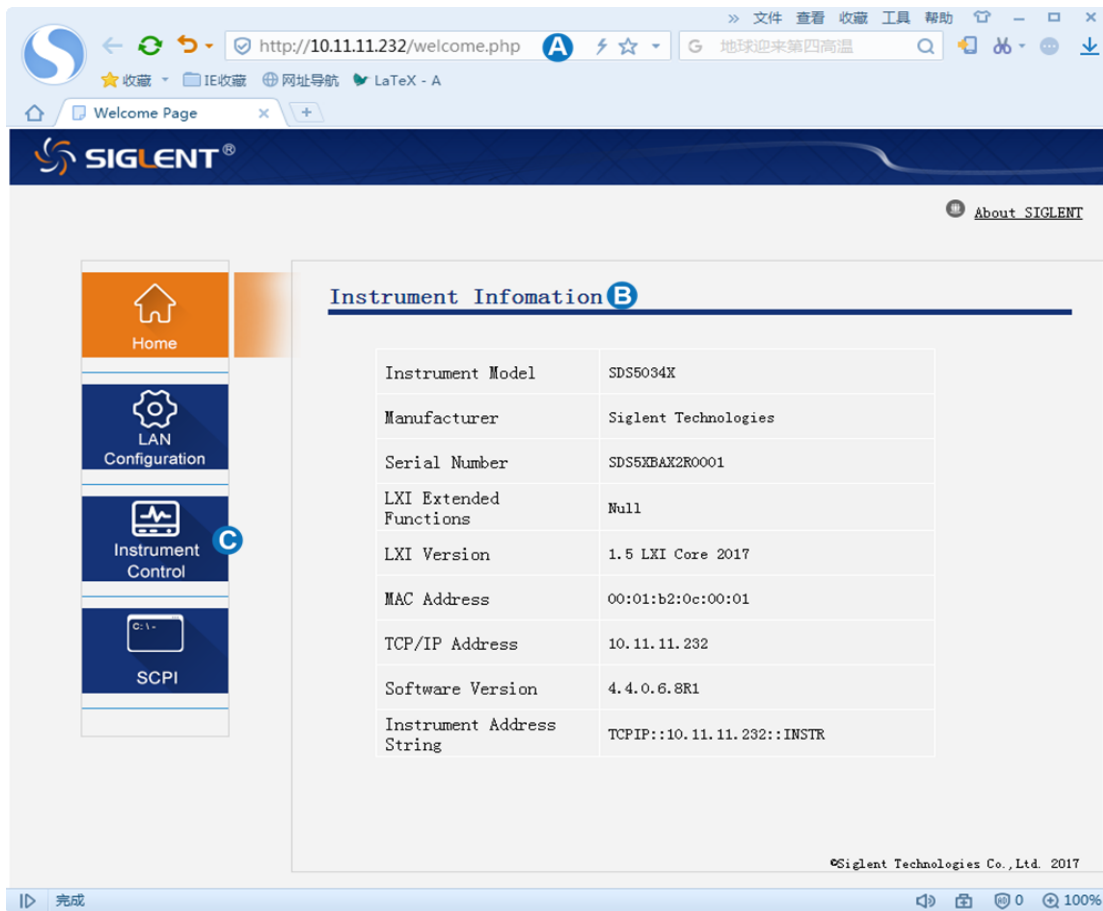 » 文件 查看 收藏 工具 帮助
http://10.11.11.232/welcome.php A G 地球迎来第四高温
收藏 IE收藏 网址导航 LaTeX - A
Welcome Page
SIGLENT®
About SIGLENT
Home
LAN
Configuration
Instrument
Control
C
C:\-
SCPI
Instrument Infomation B
Instrument Model SDS5034X
Manufacturer Siglent Technologies
Serial Number SDS5XBAX2R0001
LXI Extended
Functions
Null
LXI Version 1.5 LXI Core 2017
MAC Address 00:01:b2:0c:00:01
TCP/IP Address 10.11.11.232
Software Version 4.4.0.6.8R1
Instrument Address
String
TCPIP::10.11.11.232::INSTR
©Siglent Technologies Co.,Ltd. 2017
完成 0 100%